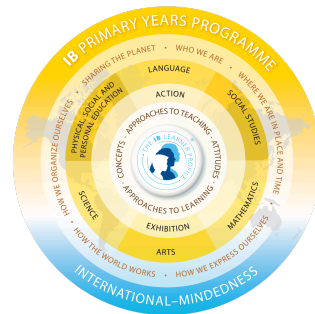 IB PRIMARY YEARS PROGRAMME
SHARING THE PLANET • WHO WE ARE • WHERE WE ARE IN PLACE AND TIME
HOW WE EXPRESS OURSELVES • HOW THE WORLD WORKS • HOW WE ORGANIZE OURSELVES
LANGUAGE
SOCIAL STUDIES
MATHEMATICS
ARTS
SCIENCE
PHYSICAL, SOCIAL AND
PERSONAL EDUCATION
ACTION
APPROACHES TO TEACHING • ATTITUDES
APPROACHES TO LEARNING • CONCEPTS
EXHIBITION
THE IB LEARNER PROFILE
INTERNATIONAL–MINDEDNESS